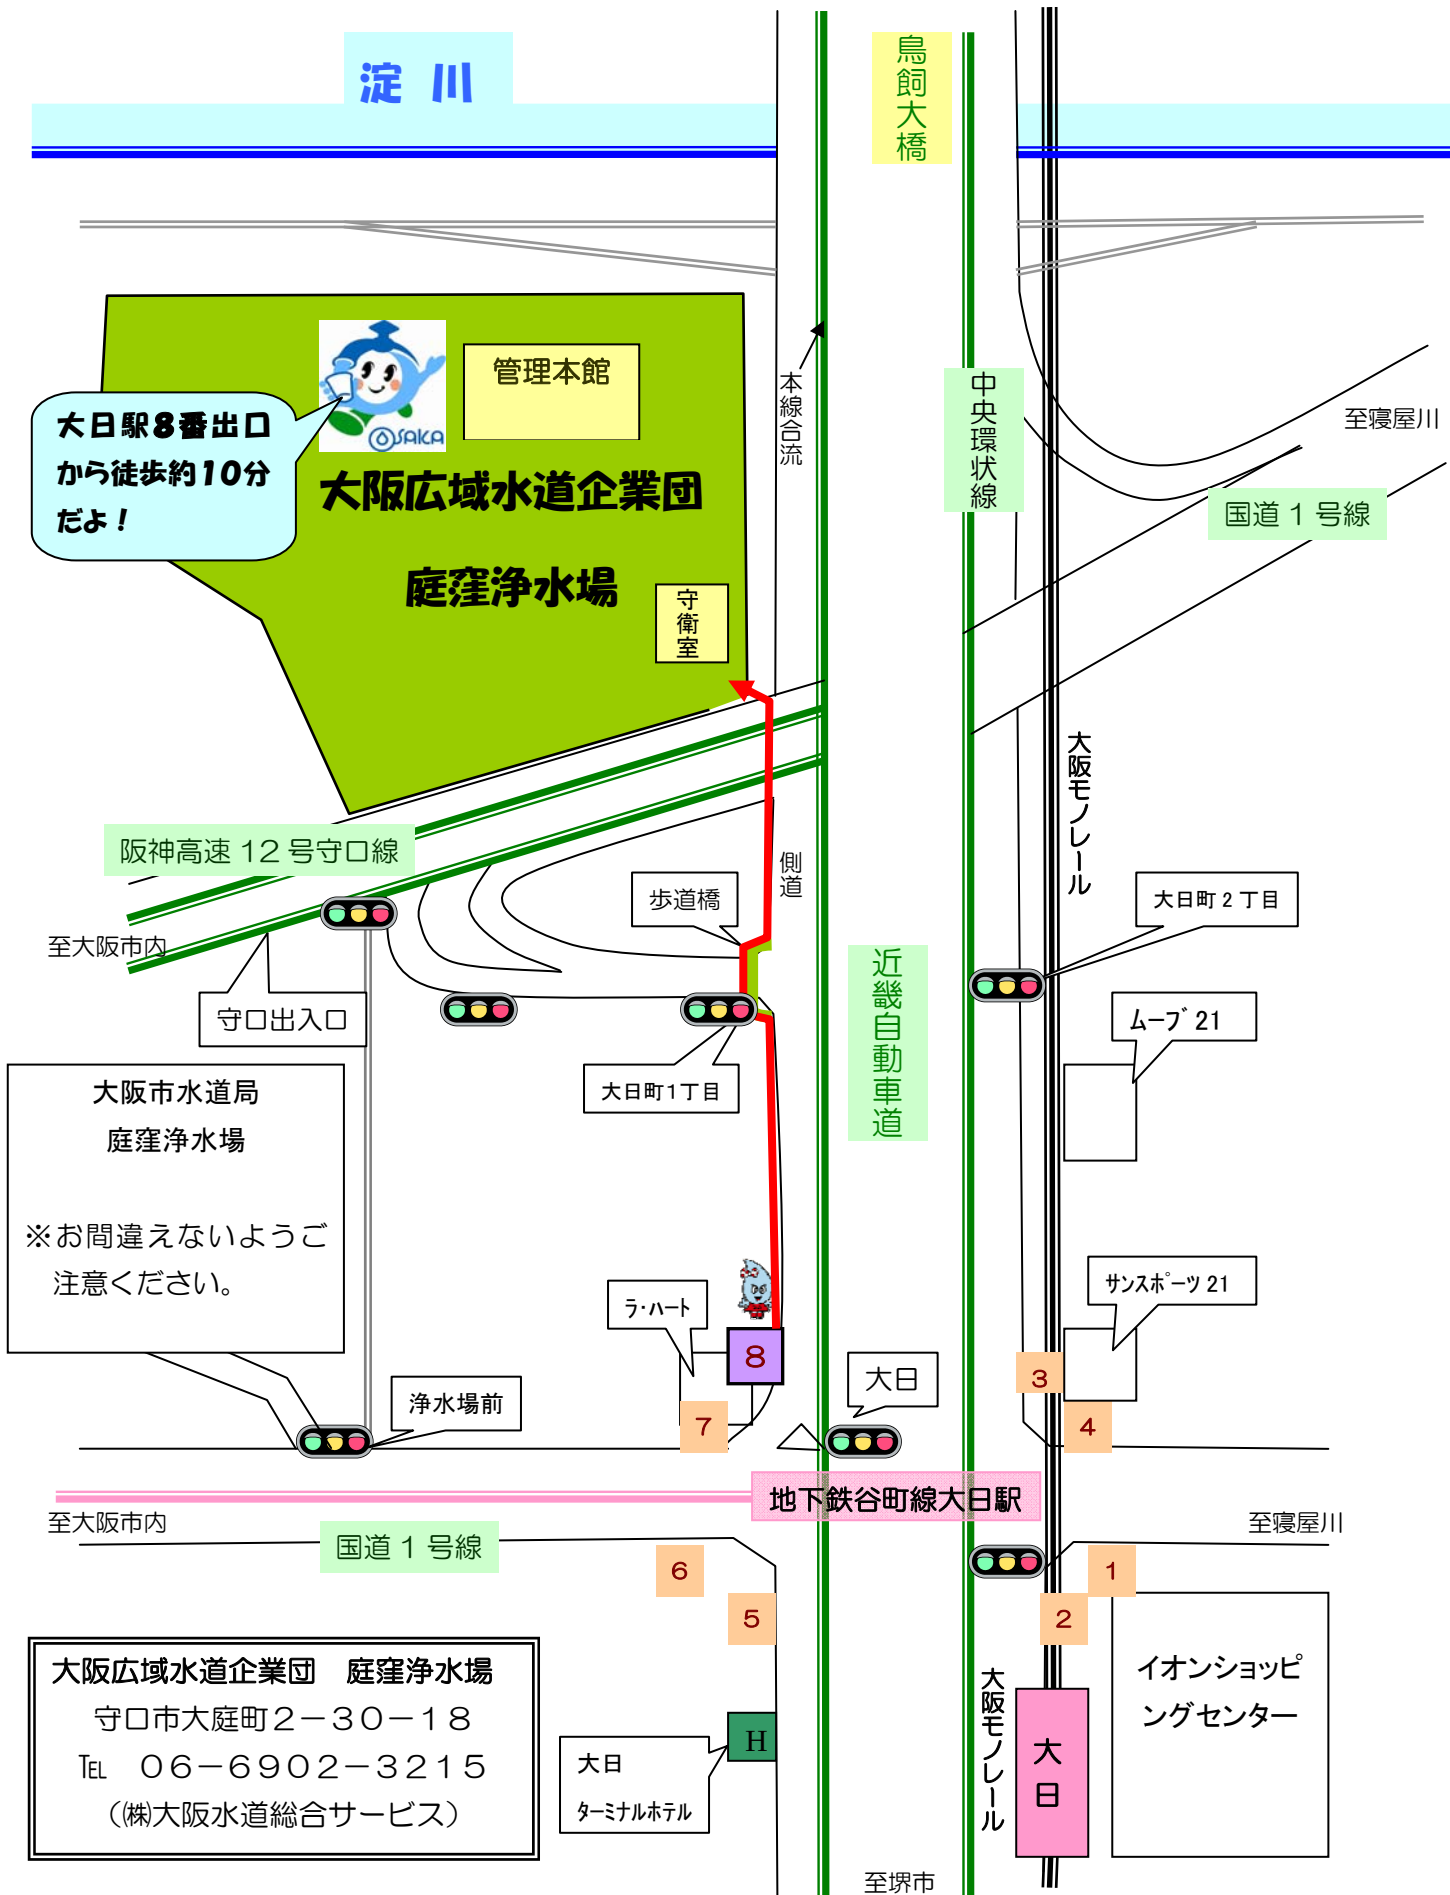 淀 川
鳥飼大橋
管理本館
大日駅8番出口
から徒歩約10分
だよ！
OSAKA
大阪広域水道企業団
庭窪浄水場
守衛室
本線合流
中央環状線
至寝屋川
国道１号線
大阪モノレール
阪神高速12号守口線
至大阪市内
守口出入口
歩道橋
側道
大日町２丁目
近畿自動車道
ムーブ21
大日町1丁目
大阪市水道局
庭窪浄水場
※お間違えないようご
注意ください。
サンスポーツ21
ラ・ハート
8
3
大日
浄水場前
7
4
地下鉄谷町線大日駅
至大阪市内
至寝屋川
国道１号線
6
1
5
2
イオンショッピ
ングセンター
大阪モノレール
大日
大阪広域水道企業団　庭窪浄水場
守口市大庭町２－３０－１８
℡　０６－６９０２－３２１５
（㈱大阪水道総合サービス）
H
大日
ターミナルホテル
至堺市